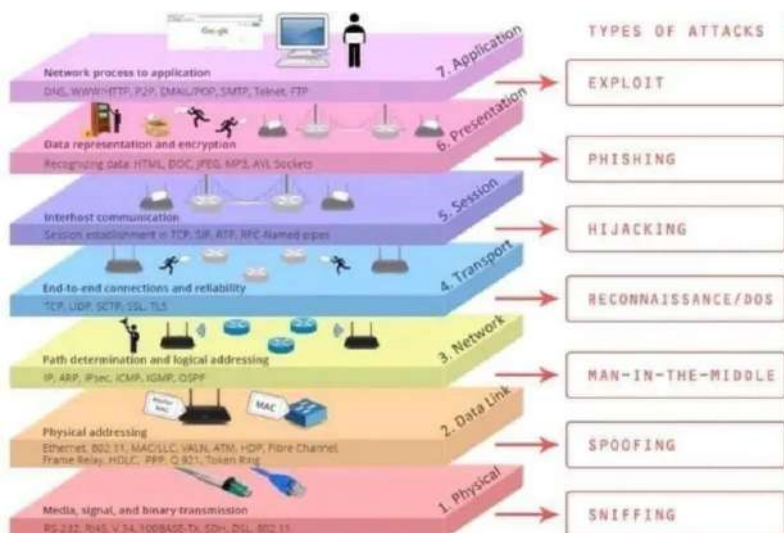 TYPES OF ATTACKS
Google
7. Application
Network process to application
DNS, WWW/HTTP, P2P, EMAIL/POP, SMTP, Telnet, FTP
EXPLOIT
6. Presentation
Data representation and encryption
Recognizing data: HTML, DOC, JPEG, MP3, AVI, Sockets
PHISHING
5. Session
Interhost communication
Session establishment in TCP, SIP, RTP, RPC-Named pipes
HIJACKING
4. Transport
End-to-end connections and reliability
TCP, UDP, SCTP, SSL, TLS
RECONNAISSANCE/DOS
3. Network
Path determination and logical addressing
IP, ARP, IPsec, ICMP, IGMP, OSPF
MAN-IN-THE-MIDDLE
Router
MAC
MAC
2. Data Link
Physical addressing
Ethernet, 802.11, MAC/LLC, VALN, ATM, HDP, Fibre Channel,
Frame Relay, HDLC, PPP, Q.921, Token Ring
SPOOFING
1. Physical
Media, signal, and binary transmission
RS-232, RJ45, V.34, 100BASE-TX, SDH, DSL, 802.11
SNIFFING